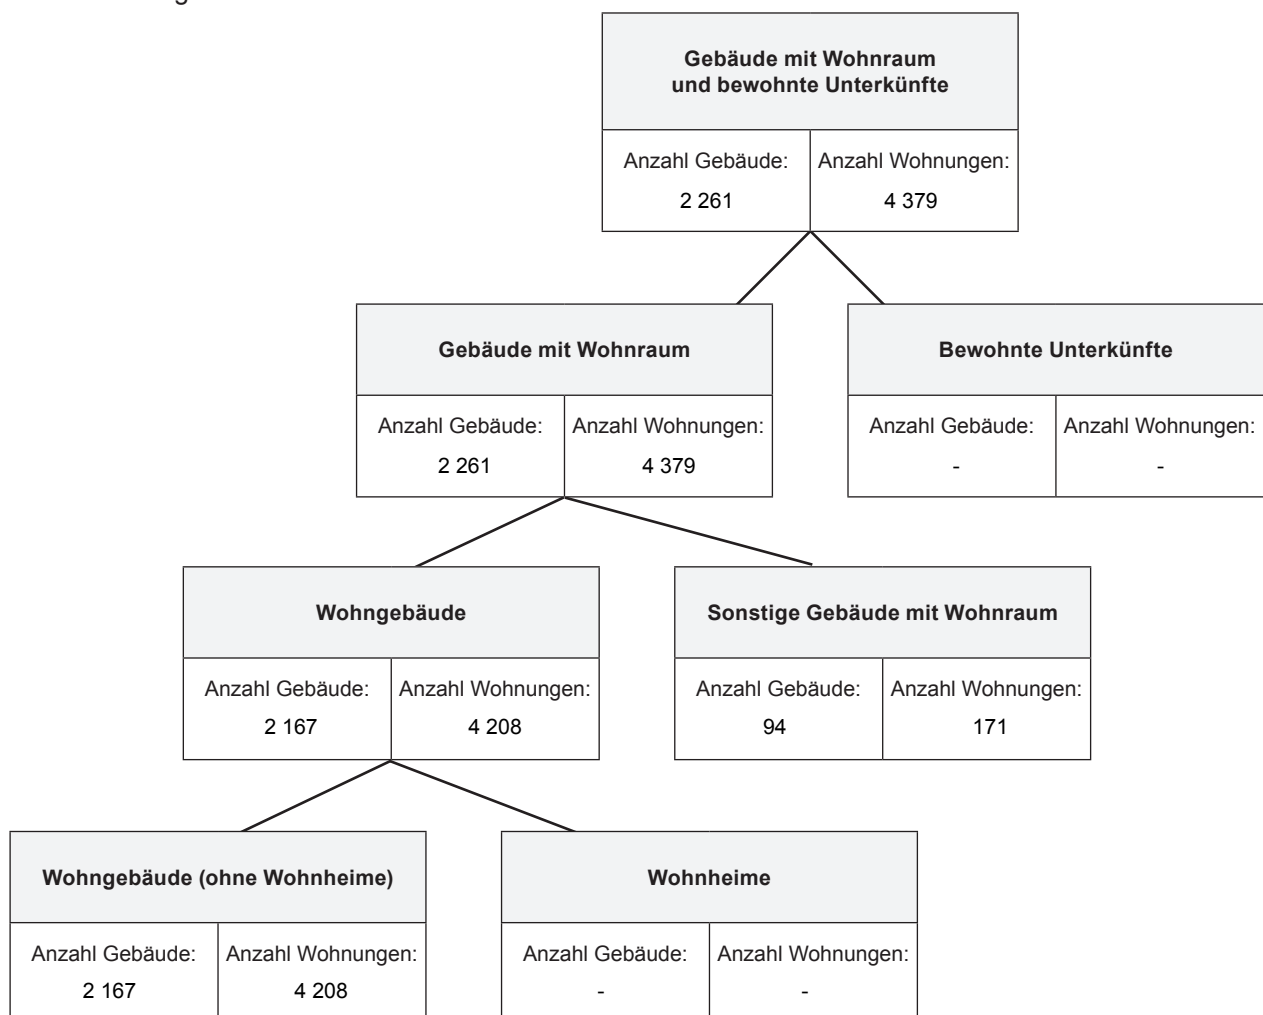 Gebäude mit Wohnraum
und bewohnte Unterkünfte
Anzahl Gebäude: Anzahl Wohnungen:
2 261 4 379
Gebäude mit Wohnraum Bewohnte Unterkünfte
Anzahl Gebäude: Anzahl Wohnungen: Anzahl Gebäude: Anzahl Wohnungen:
2 261 4 379 - -
Wohngebäude Sonstige Gebäude mit Wohnraum
Anzahl Gebäude: Anzahl Wohnungen: Anzahl Gebäude: Anzahl Wohnungen:
2 167 4 208 94 171
Wohngebäude (ohne Wohnheime) Wohnheime
Anzahl Gebäude: Anzahl Wohnungen: Anzahl Gebäude: Anzahl Wohnungen:
2 167 4 208 - -